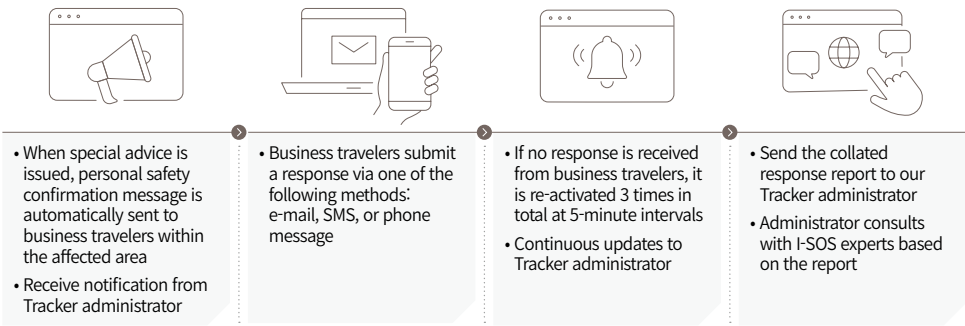 • When special advice is
issued, personal safety
confirmation message is
automatically sent to
business travelers within
the affected area
• Receive notification from
Tracker administrator
• Business travelers submit
a response via one of the
following methods:
e-mail, SMS, or phone
message
• If no response is received
from business travelers, it
is re-activated 3 times in
total at 5-minute intervals
• Continuous updates to
Tracker administrator
• Send the collated
response report to our
Tracker administrator
• Administrator consults
with I-SOS experts based
on the report